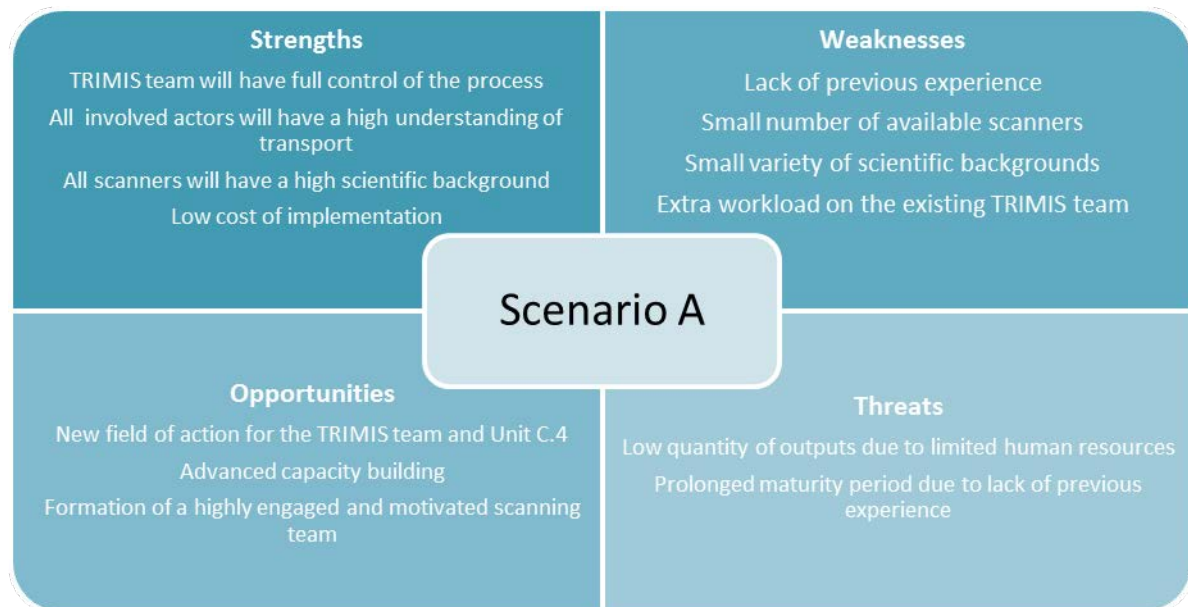 Strengths
TRIMIS team will have full control of the process
All involved actors will have a high understanding of
transport
All scanners will have a high scientific background
Low cost of implementation
Weaknesses
Lack of previous experience
Small number of available scanners
Small variety of scientific backgrounds
Extra workload on the existing TRIMIS team
Scenario A
Opportunities
New field of action for the TRIMIS team and Unit C.4
Advanced capacity building
Formation of a highly engaged and motivated scanning
team
Threats
Low quantity of outputs due to limited human resources
Prolonged maturity period due to lack of previous
experience